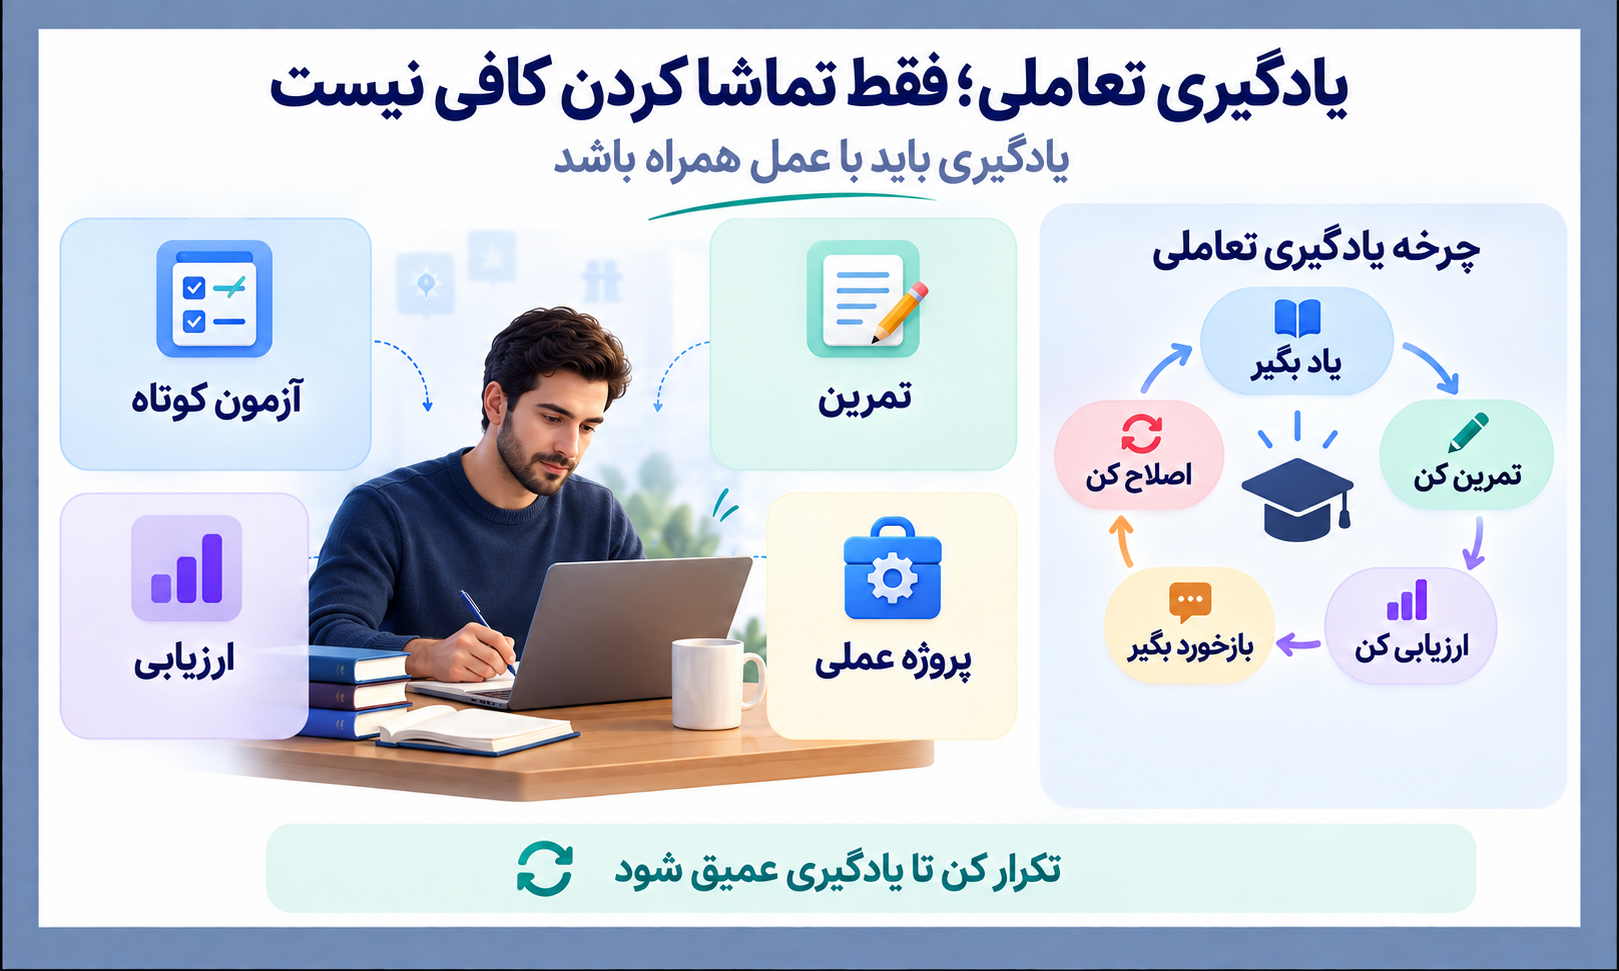 یادگیری تعاملی؛ فقط تماشا کردن کافی نیست
یادگیری باید با عمل همراه باشد
چرخه یادگیری تعاملی
یاد بگیر
تمرین کن
ارزیابی کن
بازخورد بگیر
اصلاح کن
تمرین
آزمون کوتاه
پروژه عملی
ارزیابی
تکرار کن تا یادگیری عمیق شود